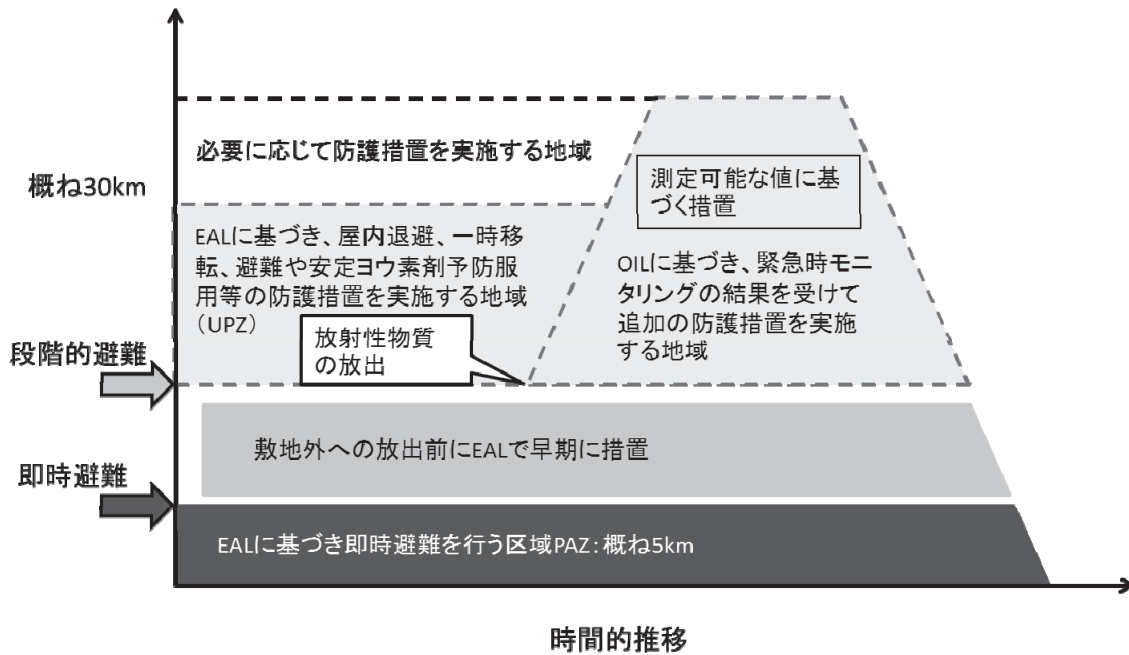 必要に応じて防護措置を実施する地域
概ね30km
測定可能な値に基
づく措置
EALに基づき、屋内退避、一時移
転、避難や安定ヨウ素剤予防服
用等の防護措置を実施する地域
（UPZ）
OILに基づき、緊急時モニ
タリングの結果を受けて
追加の防護措置を実施
する地域
放射性物質
の放出
段階的避難
敷地外への放出前にEALで早期に措置
即時避難
EALに基づき即時避難を行う区域PAZ：概ね5km
時間的推移